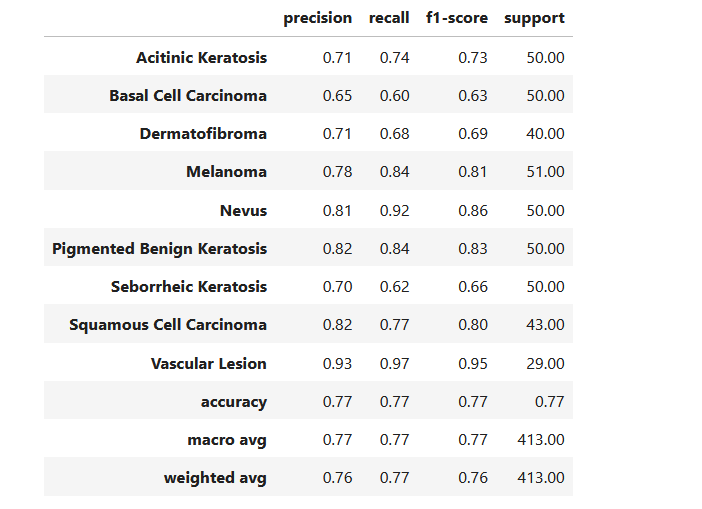 precision recall f1-score support
Acitinic Keratosis 0.71 0.74 0.73 50.00
Basal Cell Carcinoma 0.65 0.60 0.63 50.00
Dermatofibroma 0.71 0.68 0.69 40.00
Melanoma 0.78 0.84 0.81 51.00
Nevus 0.81 0.92 0.86 50.00
Pigmented Benign Keratosis 0.82 0.84 0.83 50.00
Seborrheic Keratosis 0.70 0.62 0.66 50.00
Squamous Cell Carcinoma 0.82 0.77 0.80 43.00
Vascular Lesion 0.93 0.97 0.95 29.00
accuracy 0.77 0.77 0.77 0.77
macro avg 0.77 0.77 0.77 413.00
weighted avg 0.76 0.77 0.76 413.00